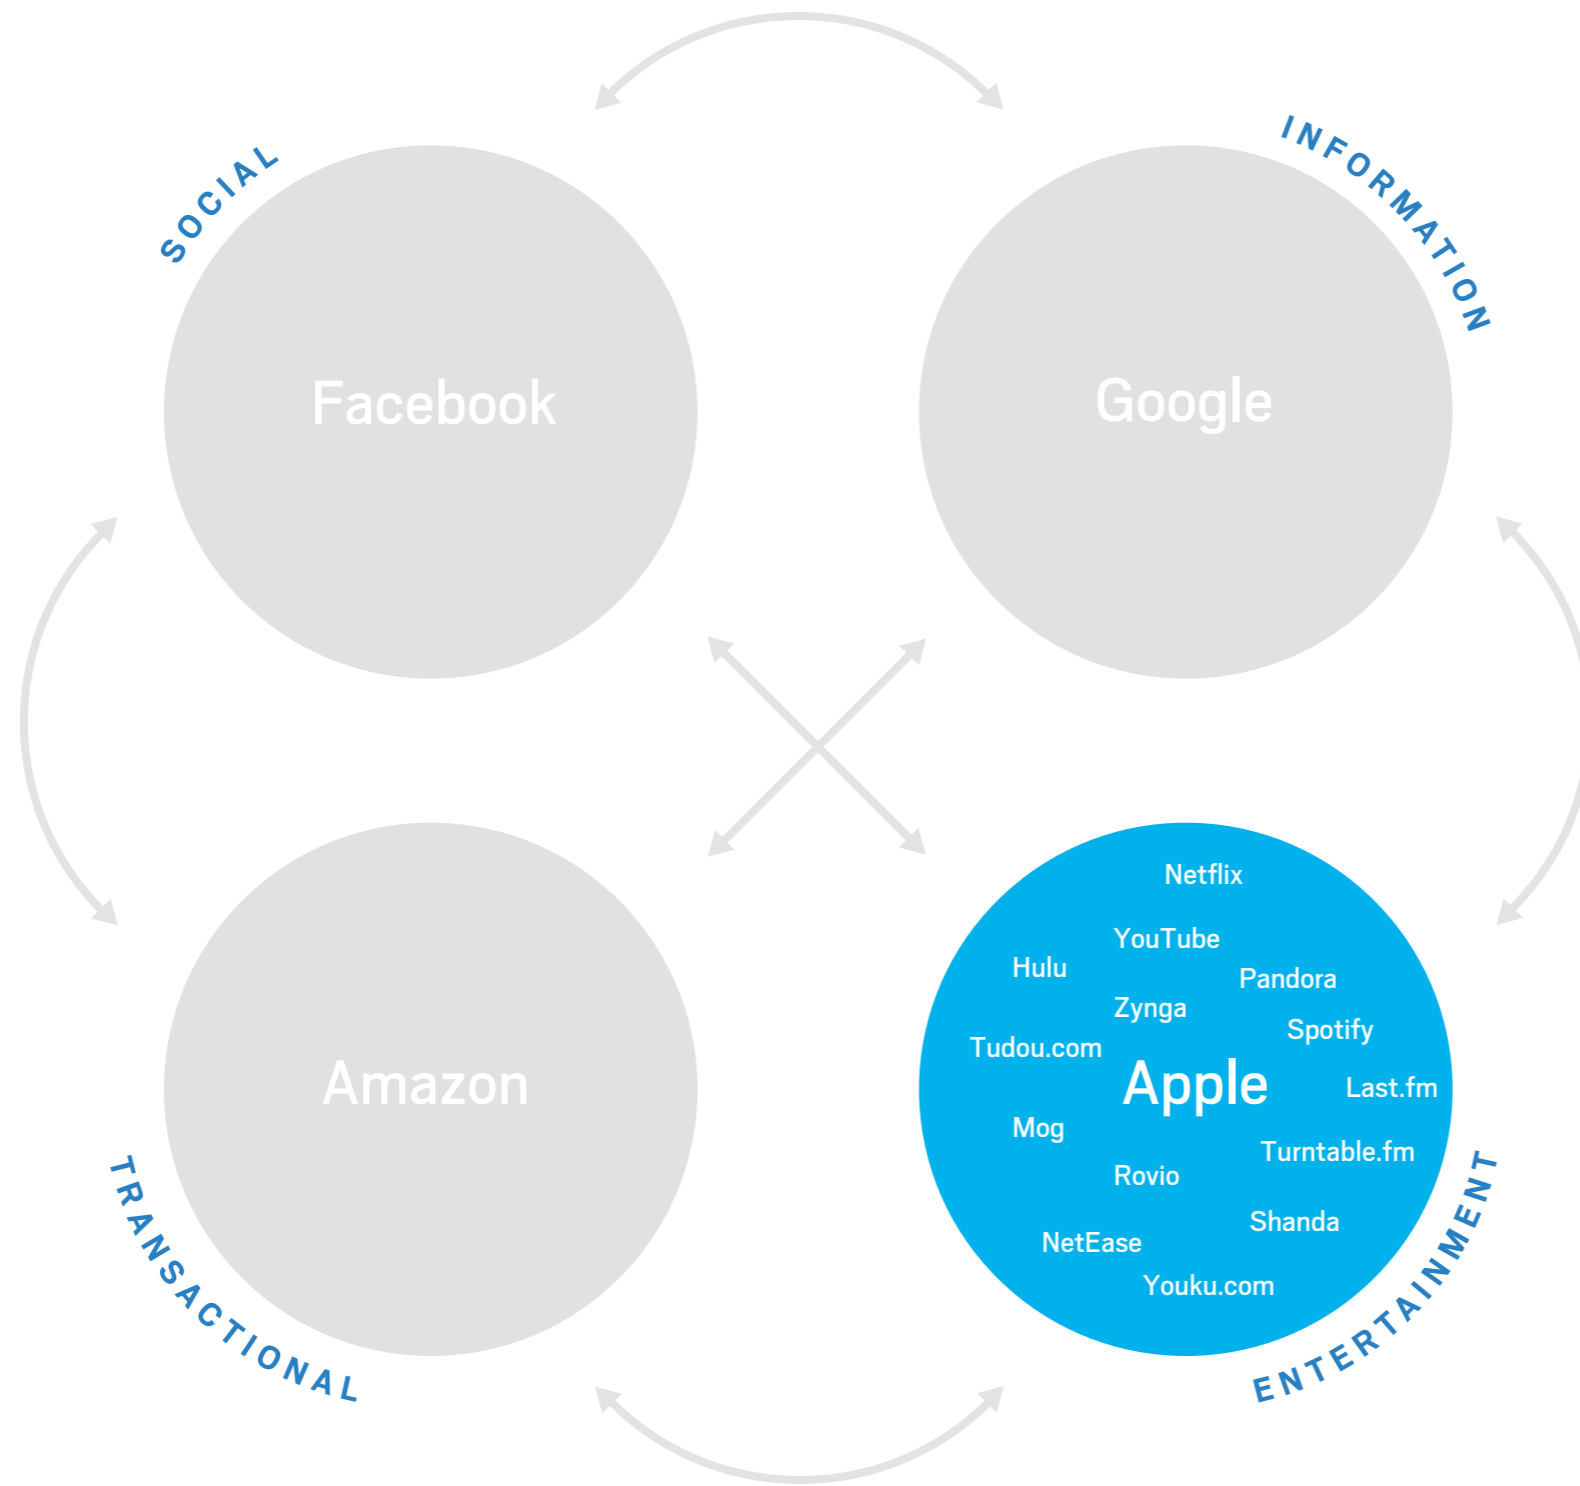 SOCIAL
INFORMATION
Facebook
Google
Netflix
YouTube
Hulu
Pandora
Zynga
Spotify
Tudou.com
Amazon
Apple
Last.fm
Mog
Turntable.fm
Rovio
Shanda
NetEase
Youku.com
TRANSACTIONAL
ENTERTAINMENT